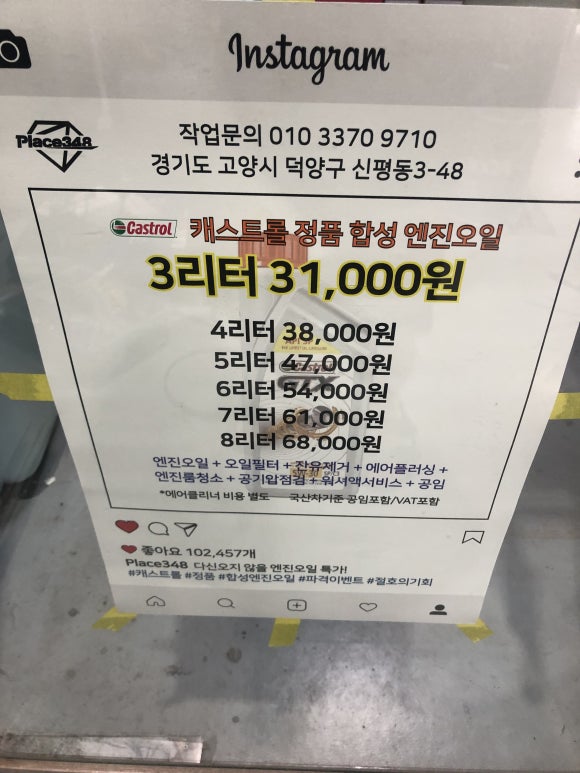 Instagram
Place348
작업문의 010 3370 9710
경기도 고양시 덕양구 신평동3-48
Castrol 캐스트롤 정품 합성 엔진오일
3리터 31,000원
4리터 38,000원
5리터 47,000원
6리터 54,000원
7리터 61,000원
8리터 68,000원
엔진오일 + 오일필터 + 잔유제거 + 에어플러싱 +
엔진룸청소 + 공기압점검 + 워셔액서비스 + 공임
*에어클리너 비용 별도 국산차기준 공임포함/VAT포함
좋아요 102,457개
Place348 다신오지 않을 엔진오일 특가!
#캐스트롤 #정품 #합성엔진오일 #파격이벤트 #절호의기회